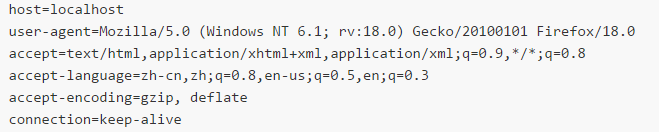 host=localhost
user-agent=Mozilla/5.0 (Windows NT 6.1; rv:18.0) Gecko/20100101 Firefox/18.0
accept=text/html,application/xhtml+xml,application/xml;q=0.9,*/*;q=0.8
accept-language=zh-cn,zh;q=0.8,en-us;q=0.5,en;q=0.3
accept-encoding=gzip, deflate
connection=keep-alive